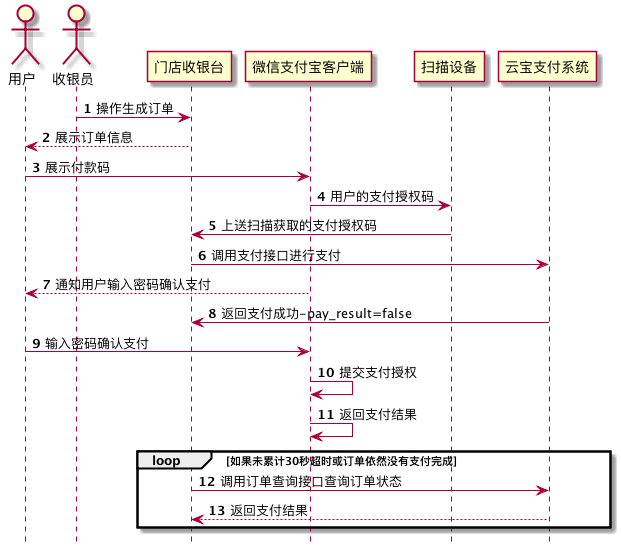 用户
收银员
门店收银台
微信支付宝客户端
扫描设备
云宝支付系统
1 操作生成订单
2 展示订单信息
3 展示付款码
4 用户的支付授权码
5 上送扫描获取的支付授权码
6 调用支付接口进行支付
7 通知用户输入密码确认支付
8 返回支付成功-pay_result=false
9 输入密码确认支付
10 提交支付授权
11 返回支付结果
loop [如果未累计30秒超时或订单依然没有支付完成]
12 调用订单查询接口查询订单状态
13 返回支付结果